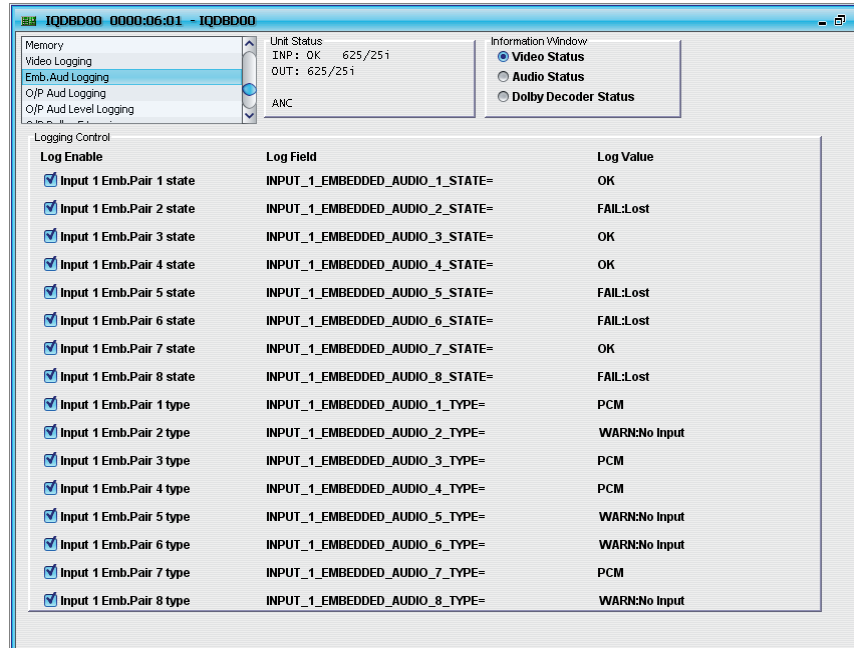 IQDBD00 0000:06:01 - IQDBD00
Memory
Video Logging
Emb.Aud Logging
O/P Aud Logging
O/P Aud Level Logging
Unit Status
INP: OK 625/25i
OUT: 625/25i
ANC
Information Window
Video Status
Audio Status
Dolby Decoder Status
Logging Control
Log Enable Log Field Log Value
Input 1 Emb.Pair 1 state INPUT_1_EMBEDDED_AUDIO_1_STATE= OK
Input 1 Emb.Pair 2 state INPUT_1_EMBEDDED_AUDIO_2_STATE= FAIL:Lost
Input 1 Emb.Pair 3 state INPUT_1_EMBEDDED_AUDIO_3_STATE= OK
Input 1 Emb.Pair 4 state INPUT_1_EMBEDDED_AUDIO_4_STATE= OK
Input 1 Emb.Pair 5 state INPUT_1_EMBEDDED_AUDIO_5_STATE= FAIL:Lost
Input 1 Emb.Pair 6 state INPUT_1_EMBEDDED_AUDIO_6_STATE= FAIL:Lost
Input 1 Emb.Pair 7 state INPUT_1_EMBEDDED_AUDIO_7_STATE= OK
Input 1 Emb.Pair 8 state INPUT_1_EMBEDDED_AUDIO_8_STATE= FAIL:Lost
Input 1 Emb.Pair 1 type INPUT_1_EMBEDDED_AUDIO_1_TYPE= PCM
Input 1 Emb.Pair 2 type INPUT_1_EMBEDDED_AUDIO_2_TYPE= WARN:No Input
Input 1 Emb.Pair 3 type INPUT_1_EMBEDDED_AUDIO_3_TYPE= PCM
Input 1 Emb.Pair 4 type INPUT_1_EMBEDDED_AUDIO_4_TYPE= PCM
Input 1 Emb.Pair 5 type INPUT_1_EMBEDDED_AUDIO_5_TYPE= WARN:No Input
Input 1 Emb.Pair 6 type INPUT_1_EMBEDDED_AUDIO_6_TYPE= WARN:No Input
Input 1 Emb.Pair 7 type INPUT_1_EMBEDDED_AUDIO_7_TYPE= PCM
Input 1 Emb.Pair 8 type INPUT_1_EMBEDDED_AUDIO_8_TYPE= WARN:No Input